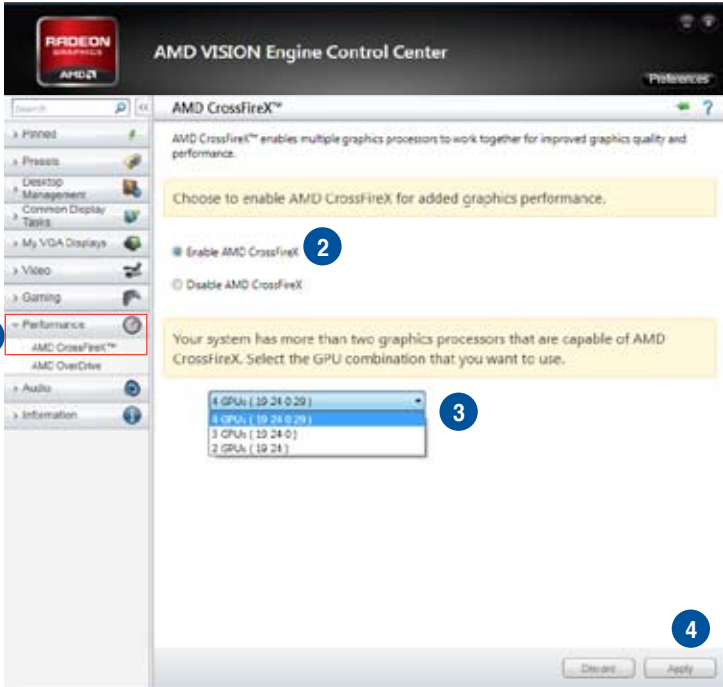 RADEON
GRAPHICS
AMD
AMD VISION Engine Control Center
Preferences
Search
AMD CrossFireX™
?
Pinned
Presets
Desktop
Management
Common Display
Tasks
My VGA Displays
Video
Gaming
Performance
AMD CrossFireX™
AMD OverDrive
Audio
Information
AMD CrossFireX™ enables multiple graphics processors to work together for improved graphics quality and
performance.
Choose to enable AMD CrossFireX for added graphics performance.
Enable AMD CrossFireX
2
Disable AMD CrossFireX
Your system has more than two graphics processors that are capable of AMD
CrossFireX. Select the GPU combination that you want to use.
4 GPUs ( 19 24 0 29 )
3
4 GPUs ( 19 24 0 29 )
3 GPUs ( 19 24 0 )
2 GPUs ( 19 24 )
4
Discard
Apply